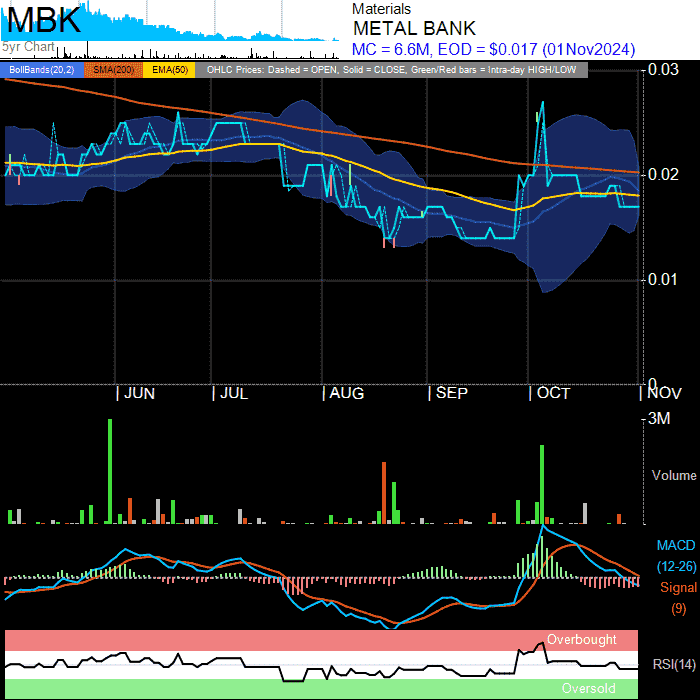 MBK
5yr Chart
Materials
METAL BANK
MC = 6.6M, EOD = $0.017 (01Nov2024)
BollBands(20,2) SMA(200) EMA(50) OHLC Prices: Dashed = OPEN, Solid = CLOSE, Green/Red bars = Intra-day HIGH/LOW
0.03
0.02
0.01
0
| JUN | JUL | AUG | SEP | OCT | NOV
3M
Volume
MACD
(12-26)
Signal
(9)
Overbought
RSI(14)
Oversold